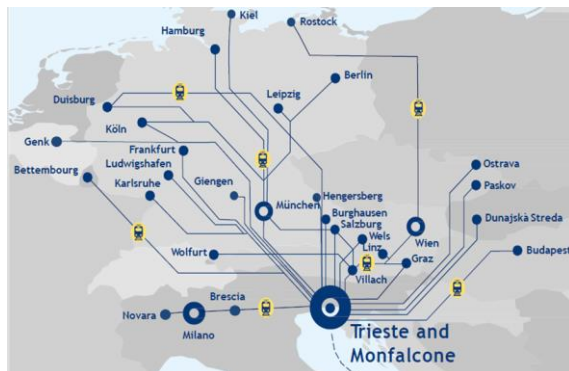 Kiel
Rostock
Hamburg
Berlin
Leipzig
Duisburg
Köln
Genk
Frankfurt
Ludwigshafen
Bettembourg
Karlsruhe
Giengen
München
Hengersberg
Burghausen
Salzburg
Wels
Linz
Wien
Ostrava
Paskov
Dunajskà Streda
Budapest
Graz
Wolfurt
Villach
Brescia
Novara
Milano
Trieste and
Monfalcone